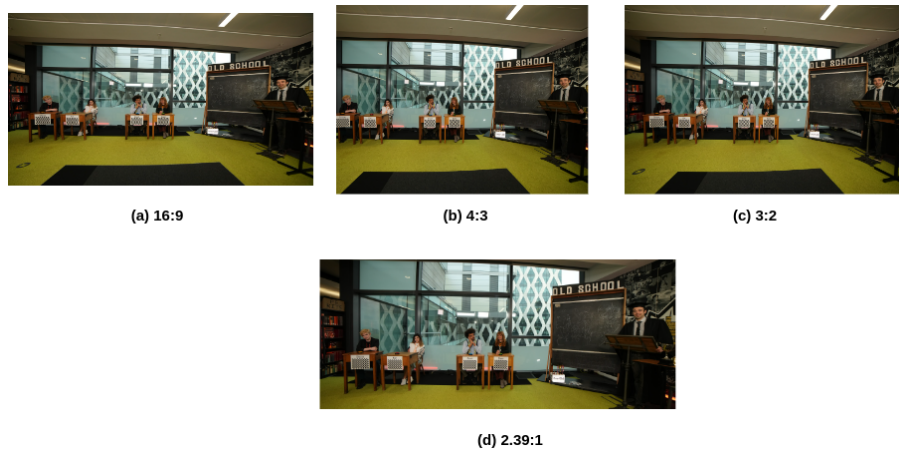 OLD SCHOOL
OLD SCHOOL
OLD SCHOOL
(a) 16:9
(b) 4:3
(c) 3:2
OLD SCHOOL
(d) 2.39:1